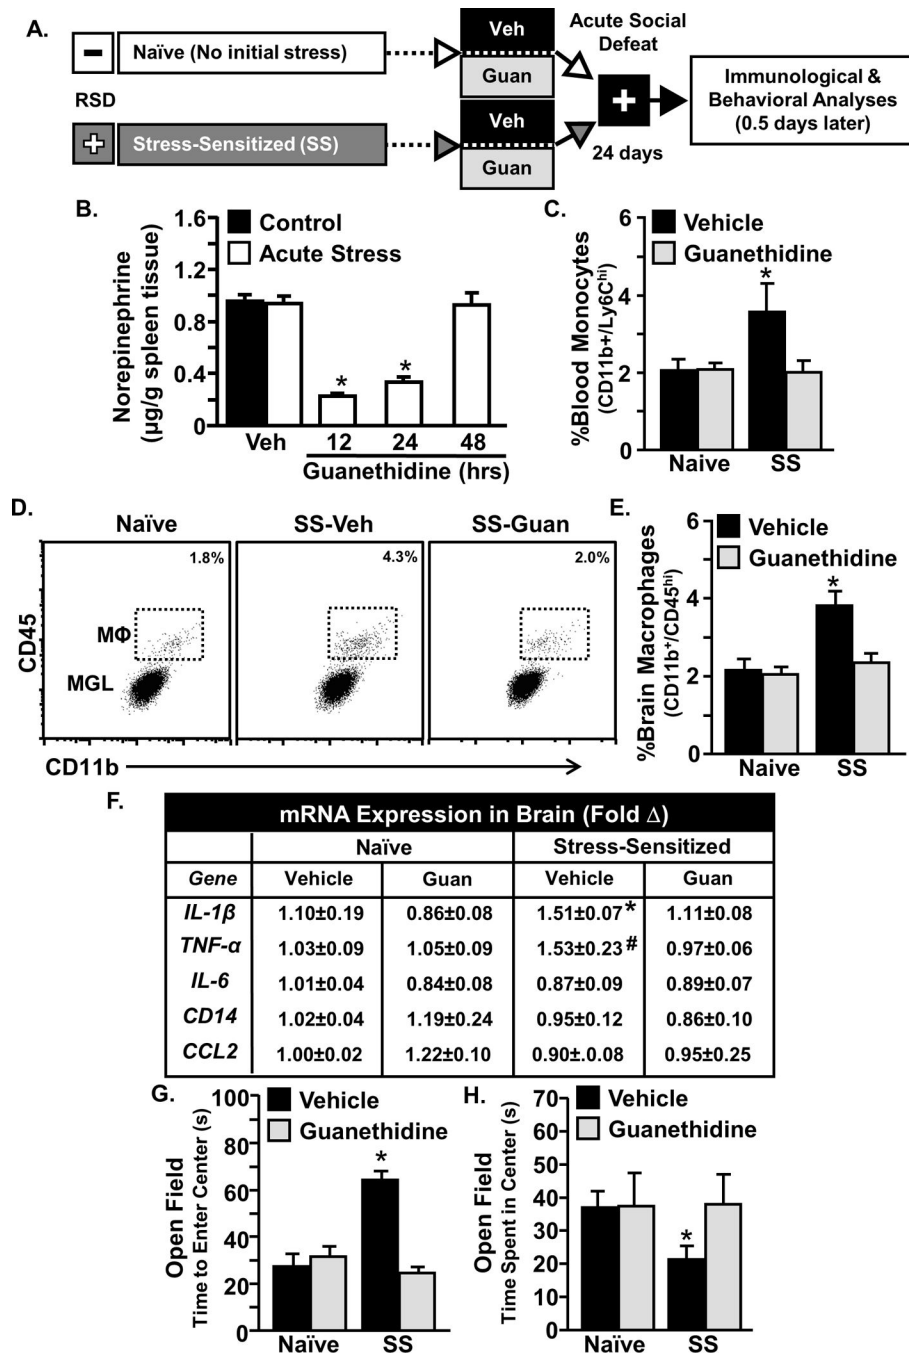 A.
Naïve (No initial stress)
RSD
Stress-Sensitized (SS)
Veh
Guan
Veh
Guan
Acute Social
Defeat
24 days
Immunological &
Behavioral Analyses
(0.5 days later)
B.
Norepinephrine
(µg/g spleen tissue)
1.6
1.2
0.8
0.4
0
Control
Acute Stress
*
*
Veh
12
24
48
Guanethidine (hrs)
C.
%Blood Monocytes
(CD11b+/Ly6Chi)
6
4
2
0
Vehicle
Guanethidine
*
Naive
SS
D.
Naïve
SS-Veh
SS-Guan
1.8%
4.3%
2.0%
CD45
MΦ
MGL
CD11b
E.
%Brain Macrophages
(CD11b+/CD45hi)
6
4
2
0
Vehicle
Guanethidine
*
Naive
SS
F.
mRNA Expression in Brain (Fold Δ)
Naïve Stress-Sensitized
Gene Vehicle Guan Vehicle Guan
IL-1β 1.10±0.19 0.86±0.08 1.51±0.07* 1.11±0.08
TNF-α 1.03±0.09 1.05±0.09 1.53±0.23# 0.97±0.06
IL-6 1.01±0.04 0.84±0.08 0.87±0.09 0.89±0.07
CD14 1.02±0.04 1.19±0.24 0.95±0.12 0.86±0.10
CCL2 1.00±0.02 1.22±0.10 0.90±.0.08 0.95±0.25
G.
Open Field
Time to Enter Center (s)
100
80
60
40
20
0
Vehicle
Guanethidine
*
Naïve
SS
H.
Open Field
Time Spent in Center (s)
70
60
50
40
30
20
10
0
Vehicle
Guanethidine
*
Naïve
SS